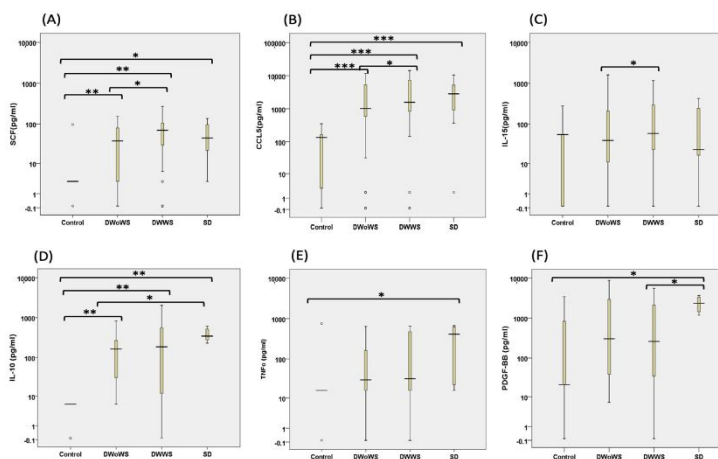 (A)
*
**
** *
SCF(pg/ml)
10000
1000
100
10
1
-0.1
Control DWoWS DWWS SD
(B)
***
***
*** *
CCL5(pg/ml)
100000
10000
1000
100
10
1
-0.1
Control DWoWS DWWS SD
(C)
*
IL-15(pg/ml)
10000
1000
100
10
1
-0.1
Control DWoWS DWWS SD
(D)
**
**
*
**
IL-10 (pg/ml)
10000
1000
100
10
1
-0.1
Control DWoWS DWWS SD
(E)
*
TNFα (pg/ml)
10000
1000
100
10
1
-0.1
Control DWoWS DWWS SD
(F)
*
*
PDGF-BB (pg/ml)
10000
1000
100
10
1
-0.1
Control DWoWS DWWS SD